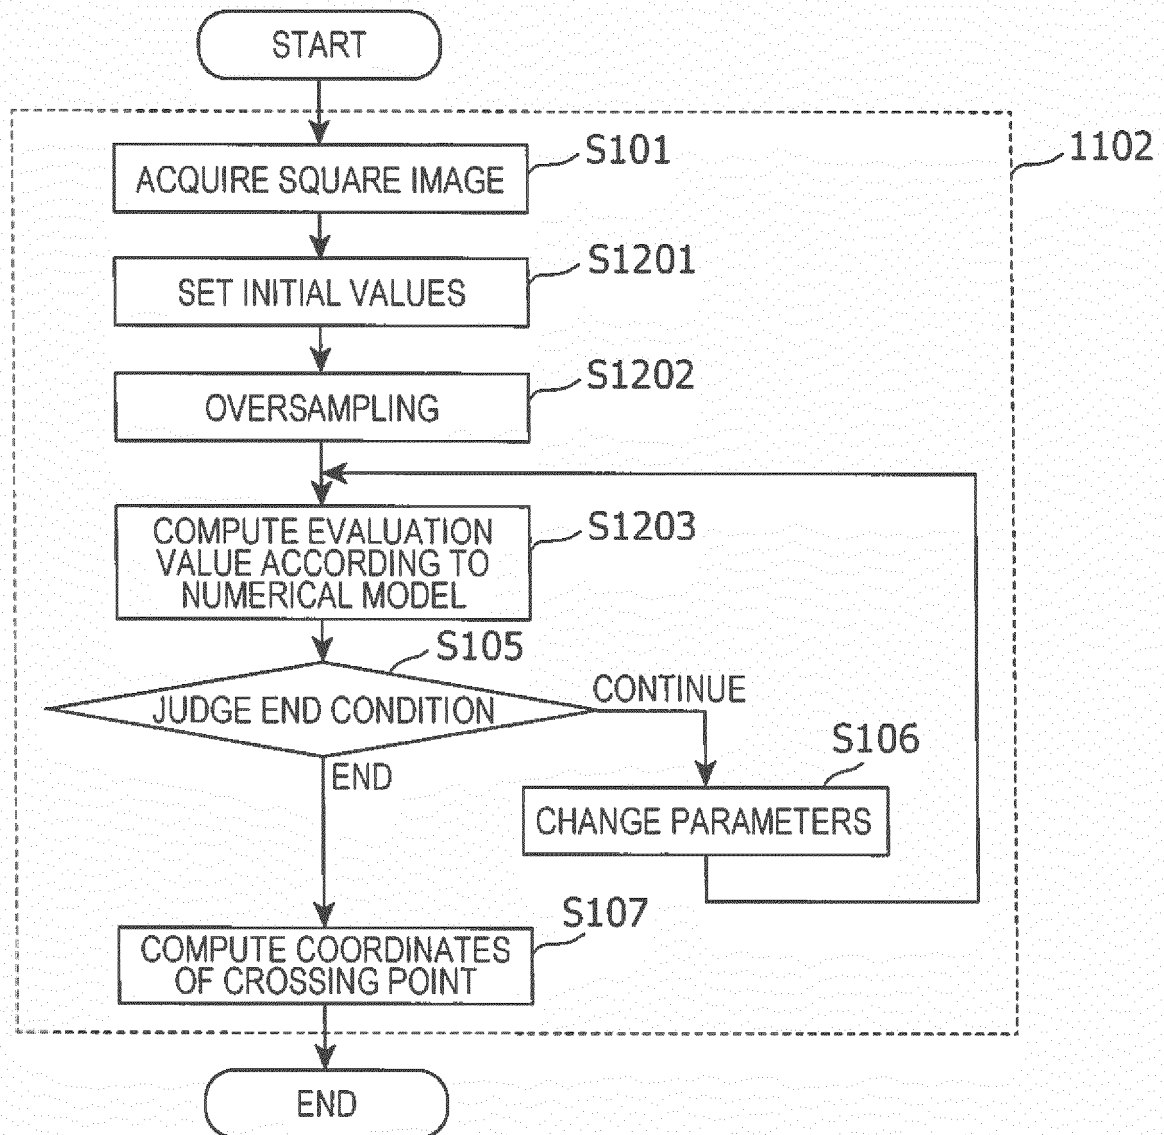 START
1102
S101
ACQUIRE SQUARE IMAGE
S1201
SET INITIAL VALUES
S1202
OVERSAMPLING
S1203
COMPUTE EVALUATION
VALUE ACCORDING TO
NUMERICAL MODEL
S105
JUDGE END CONDITION
CONTINUE
END
S106
CHANGE PARAMETERS
S107
COMPUTE COORDINATES
OF CROSSING POINT
END